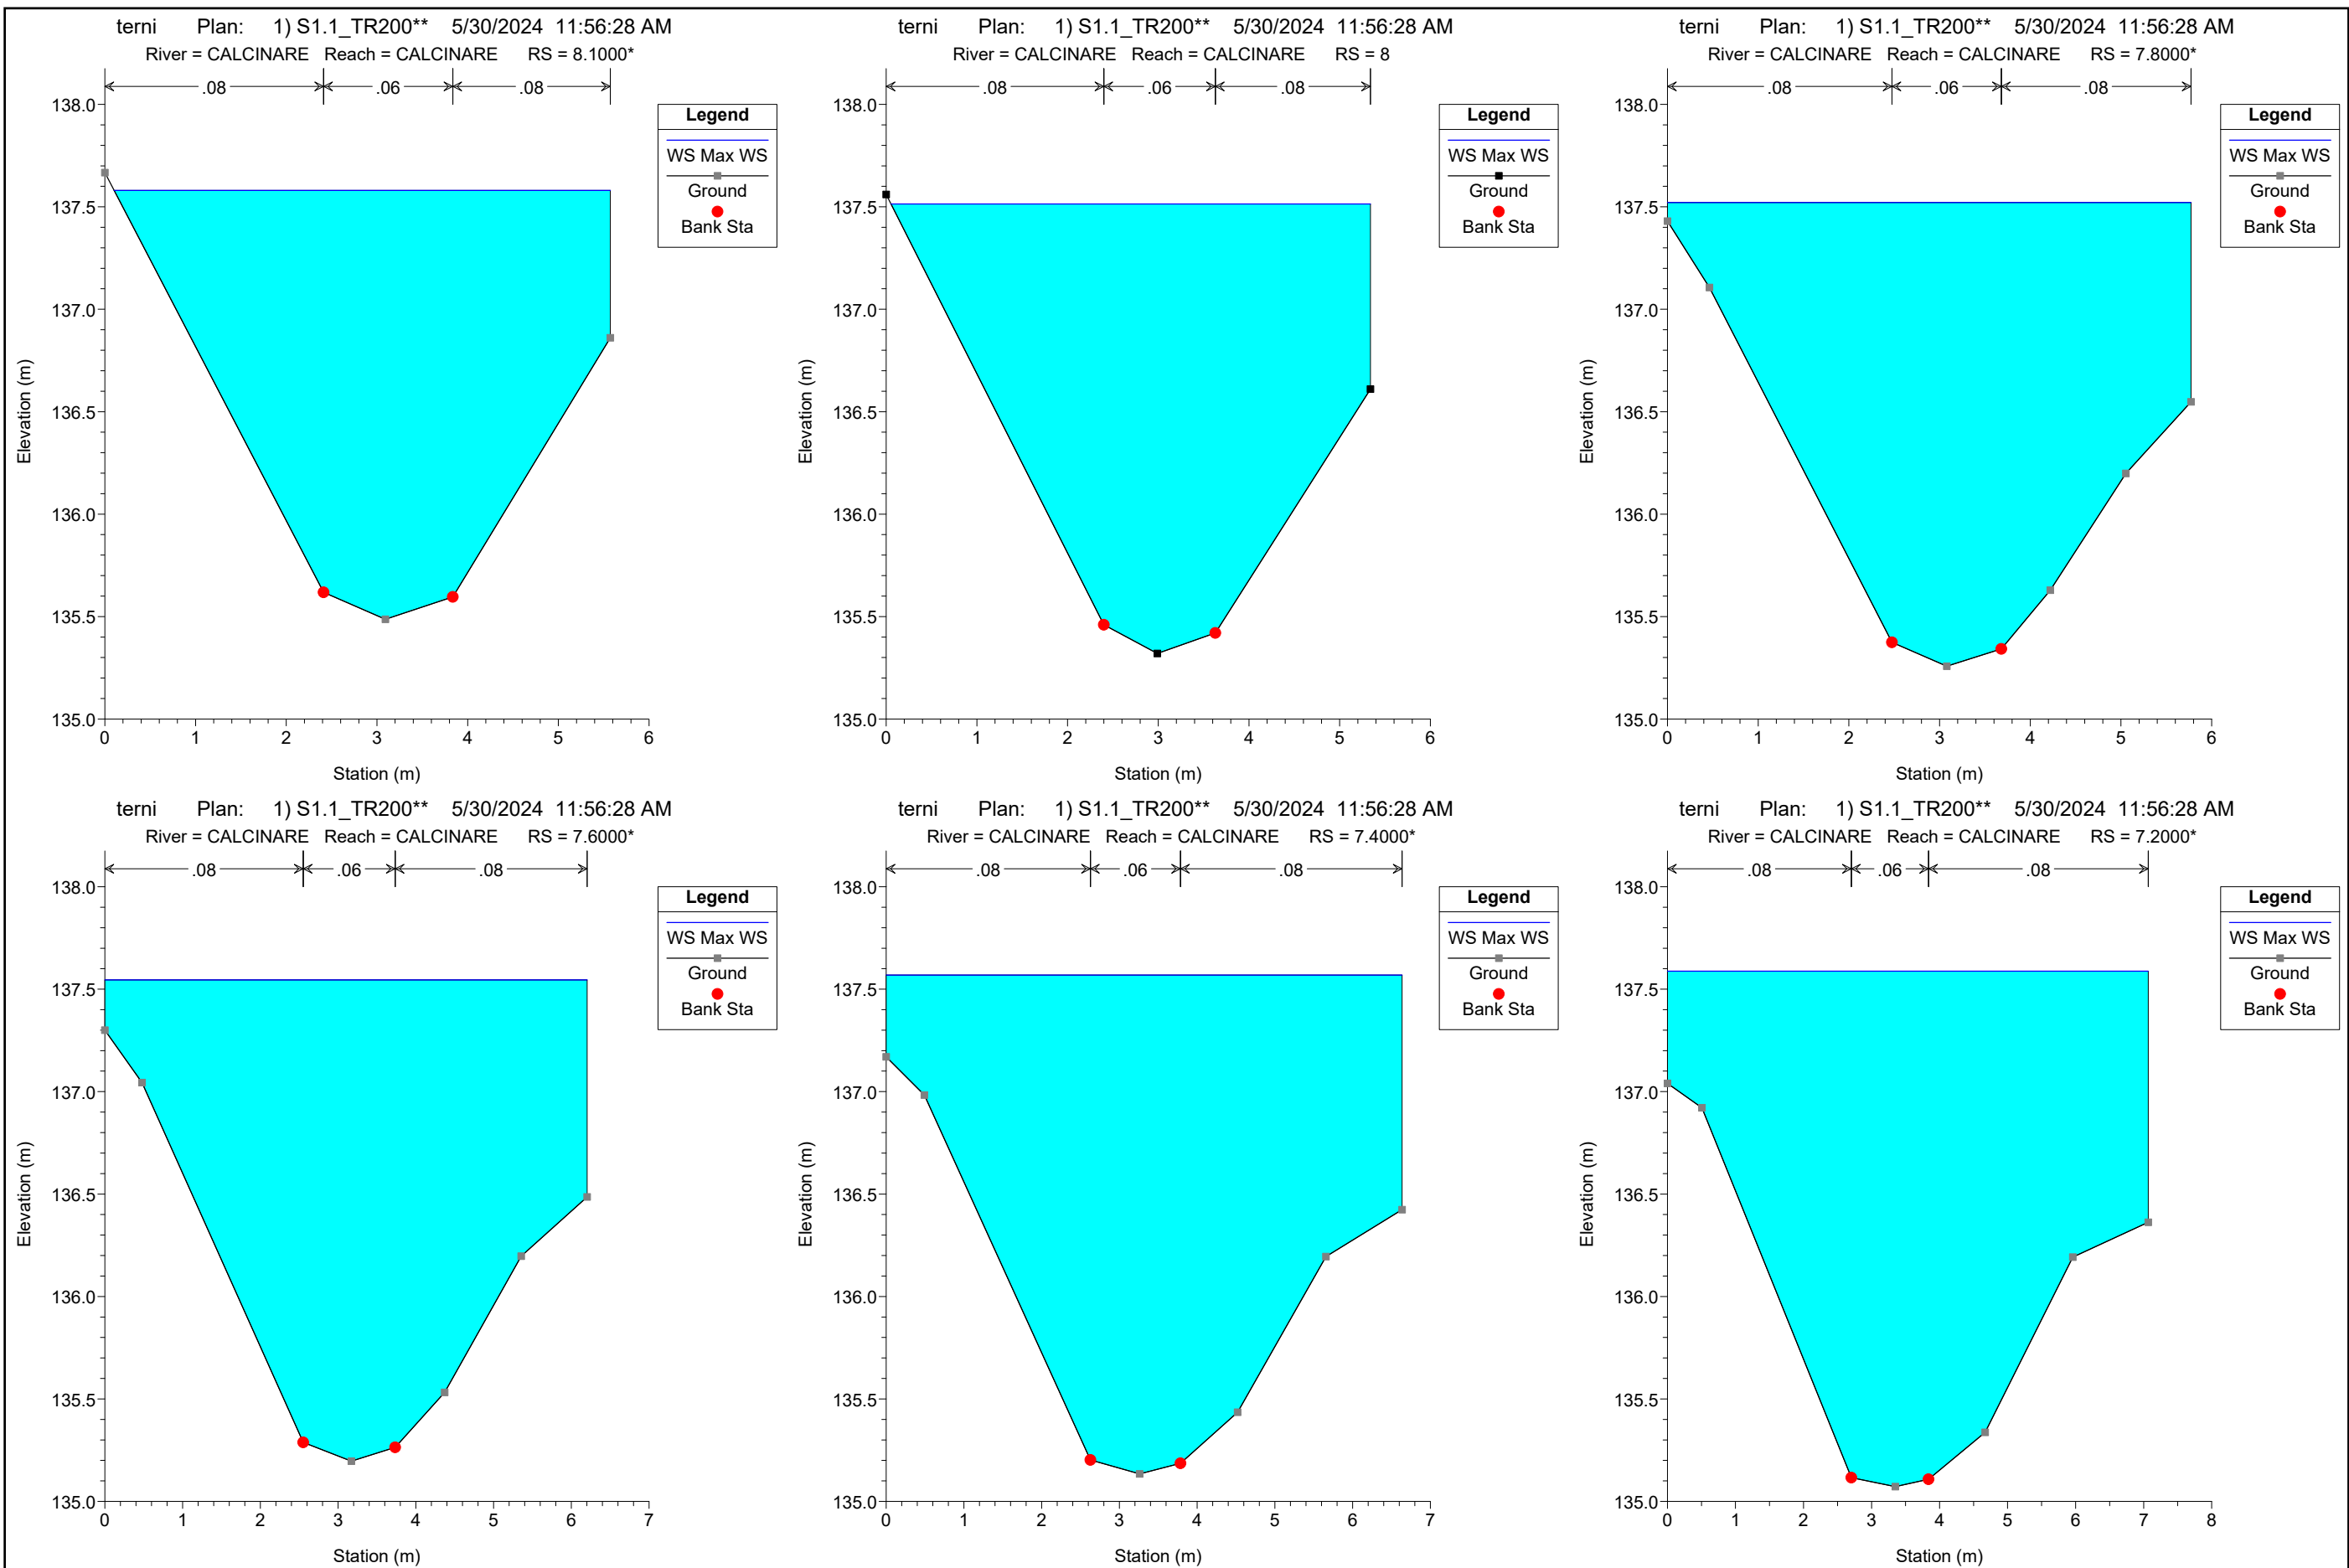 terni Plan: 1) S1.1_TR200** 5/30/2024 11:56:28 AM
River = CALCINARE Reach = CALCINARE RS = 8.1000*
.08 .06 .08
Legend
WS Max WS
Ground
Bank Sta
138.0
137.5
137.0
136.5
136.0
135.5
135.0
Elevation (m)
0 1 2 3 4 5 6
Station (m)
terni Plan: 1) S1.1_TR200** 5/30/2024 11:56:28 AM
River = CALCINARE Reach = CALCINARE RS = 8
.08 .06 .08
Legend
WS Max WS
Ground
Bank Sta
138.0
137.5
137.0
136.5
136.0
135.5
135.0
Elevation (m)
0 1 2 3 4 5 6
Station (m)
terni Plan: 1) S1.1_TR200** 5/30/2024 11:56:28 AM
River = CALCINARE Reach = CALCINARE RS = 7.8000*
.08 .06 .08
Legend
WS Max WS
Ground
Bank Sta
138.0
137.5
137.0
136.5
136.0
135.5
135.0
Elevation (m)
0 1 2 3 4 5 6
Station (m)
terni Plan: 1) S1.1_TR200** 5/30/2024 11:56:28 AM
River = CALCINARE Reach = CALCINARE RS = 7.6000*
.08 .06 .08
Legend
WS Max WS
Ground
Bank Sta
138.0
137.5
137.0
136.5
136.0
135.5
135.0
Elevation (m)
0 1 2 3 4 5 6 7
Station (m)
terni Plan: 1) S1.1_TR200** 5/30/2024 11:56:28 AM
River = CALCINARE Reach = CALCINARE RS = 7.4000*
.08 .06 .08
Legend
WS Max WS
Ground
Bank Sta
138.0
137.5
137.0
136.5
136.0
135.5
135.0
Elevation (m)
0 1 2 3 4 5 6 7
Station (m)
terni Plan: 1) S1.1_TR200** 5/30/2024 11:56:28 AM
River = CALCINARE Reach = CALCINARE RS = 7.2000*
.08 .06 .08
Legend
WS Max WS
Ground
Bank Sta
138.0
137.5
137.0
136.5
136.0
135.5
135.0
Elevation (m)
0 1 2 3 4 5 6 7 8
Station (m)